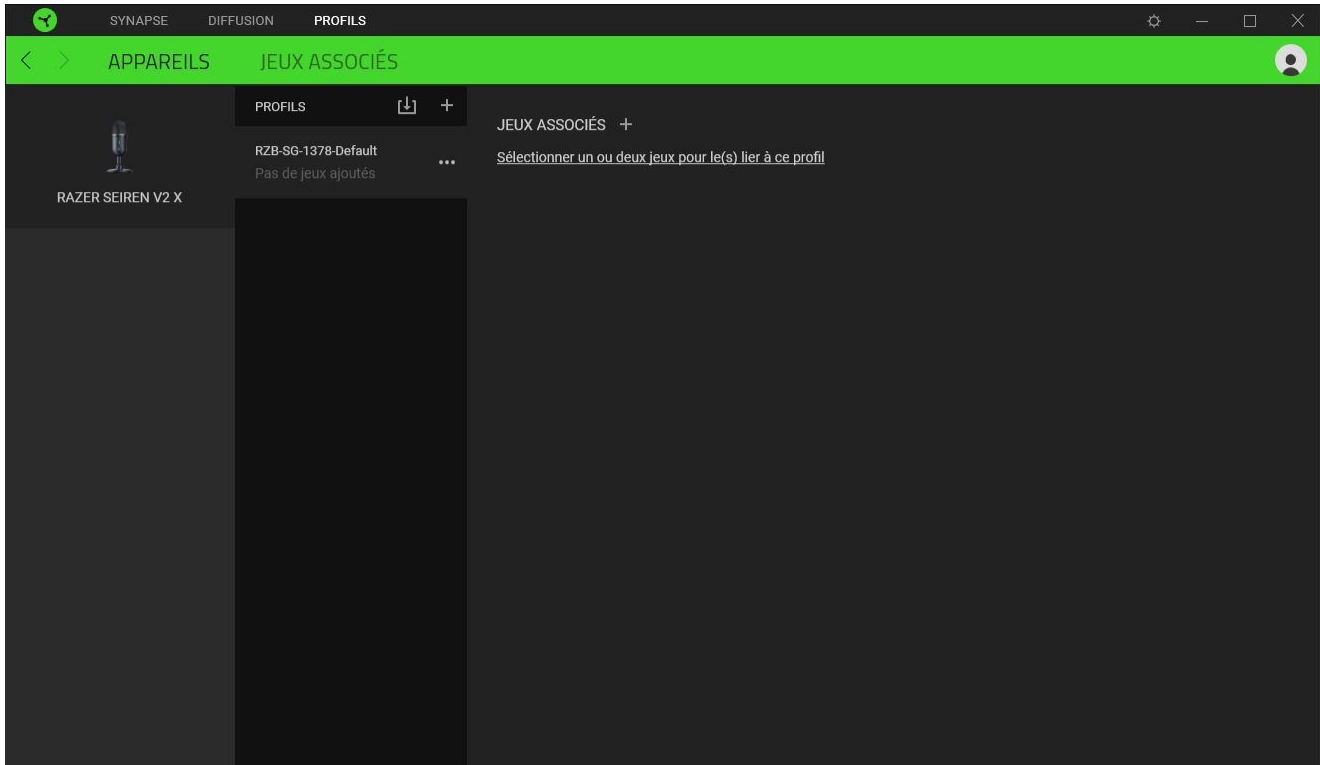 SYNAPSE DIFFUSION PROFILS
APPAREILS JEUX ASSOCIÉS
RAZER SEIREN V2 X
PROFILS
RZB-SG-1378-Default
Pas de jeux ajoutés
JEUX ASSOCIÉS
Sélectionner un ou deux jeux pour le(s) lier à ce profil